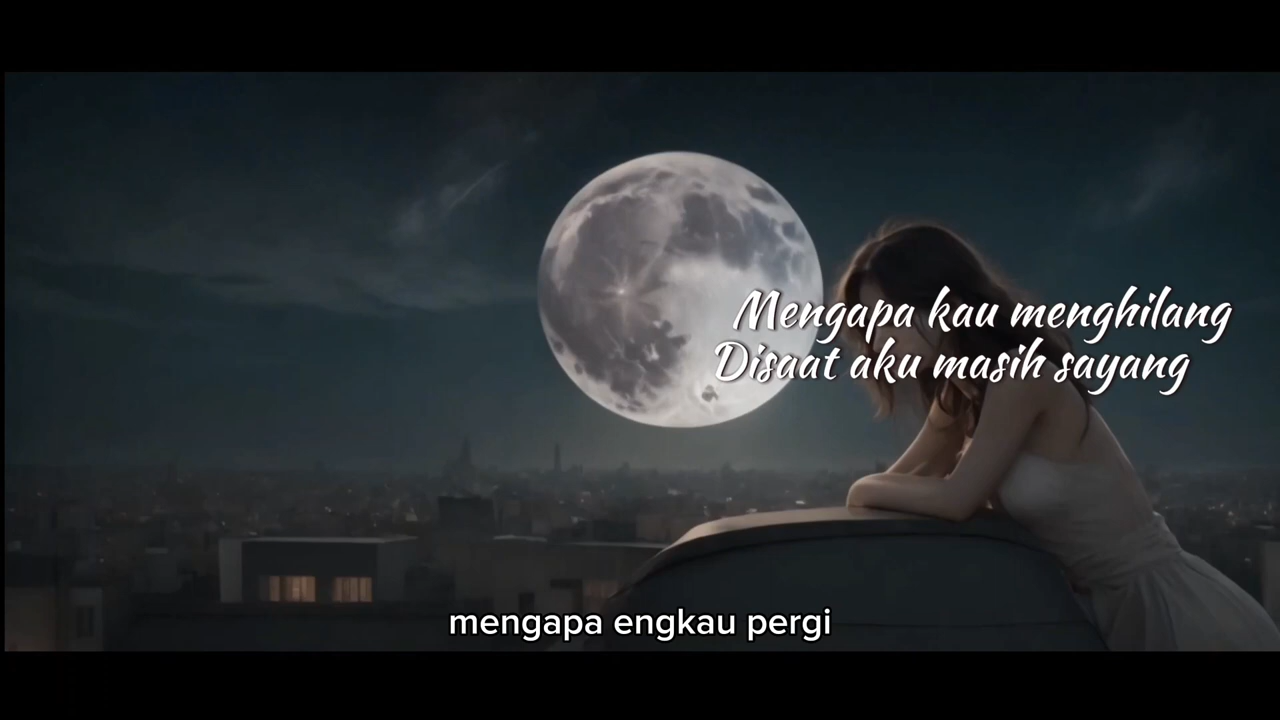 Mengapa kau menghilang
Disaat aku masih sayang
mengapa engkau pergi